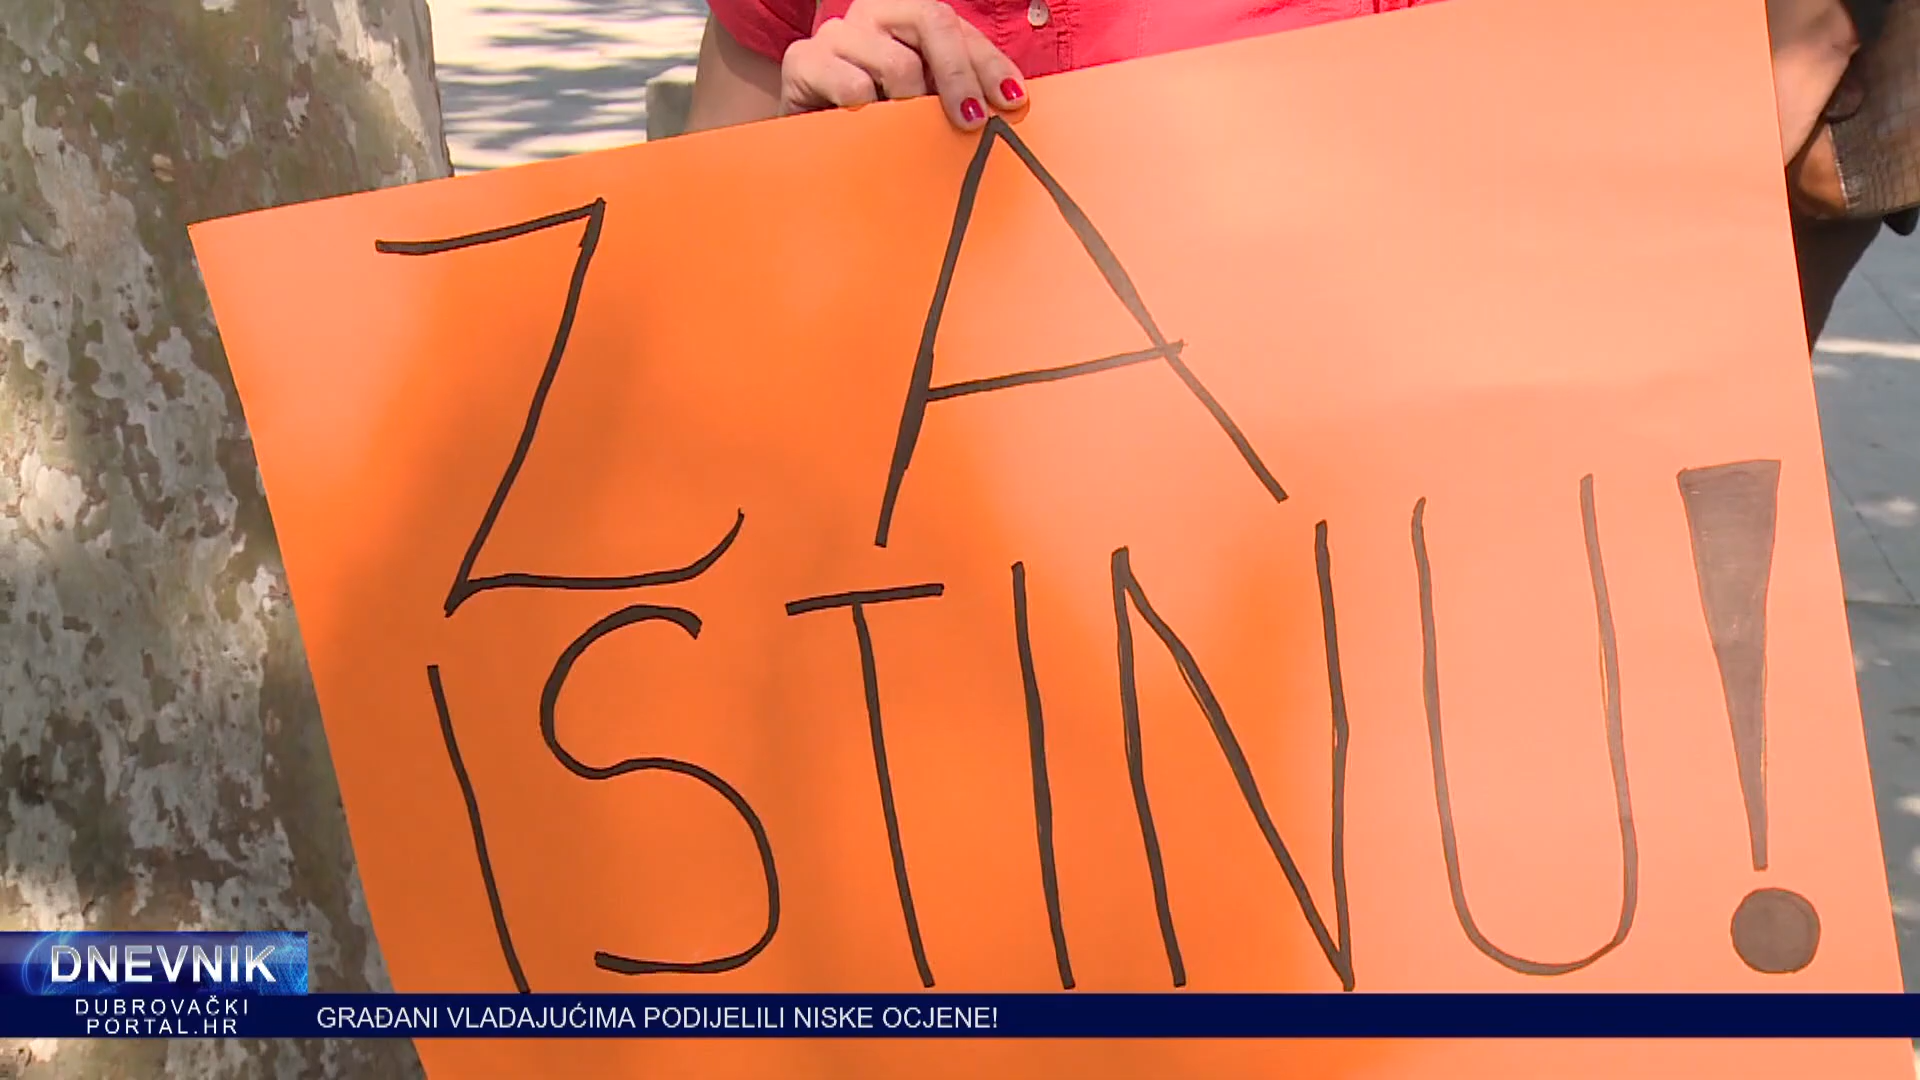 ZA
ISTINU!
DNEVNIK
DUBROVAČKI
PORTAL.HR
GRAĐANI VLADAJUĆIMA PODIJELILI NISKE OCJENE!